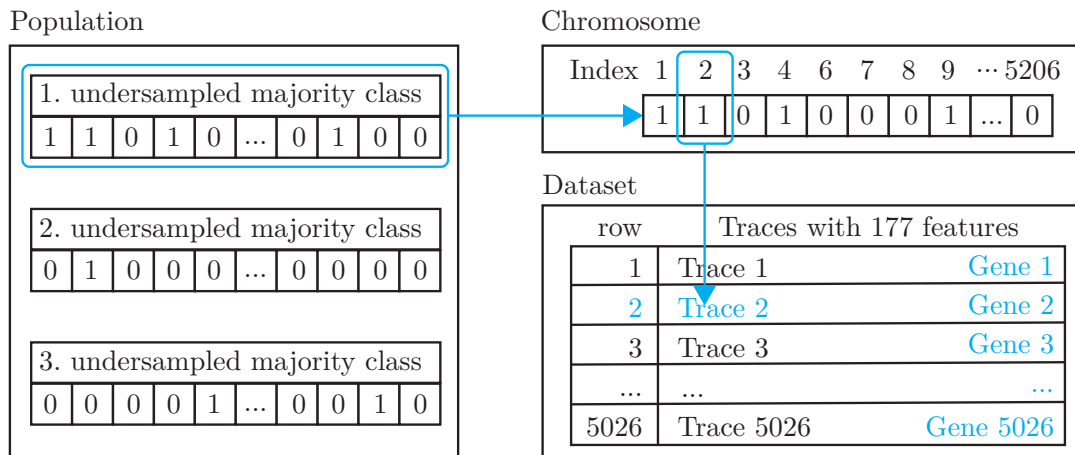 Population
1. undersampled majority class
1 1 0 1 0 ... 0 1 0 0
2. undersampled majority class
0 1 0 0 0 ... 0 0 0 0
3. undersampled majority class
0 0 0 0 1 ... 0 0 1 0
Chromosome
Index 1 2 3 4 6 7 8 9 ... 5206
1 1 0 1 0 0 0 1 ... 0
Dataset
row Traces with 177 features
1 Trace 1 Gene 1
2 Trace 2 Gene 2
3 Trace 3 Gene 3
... ... ...
5026 Trace 5026 Gene 5026